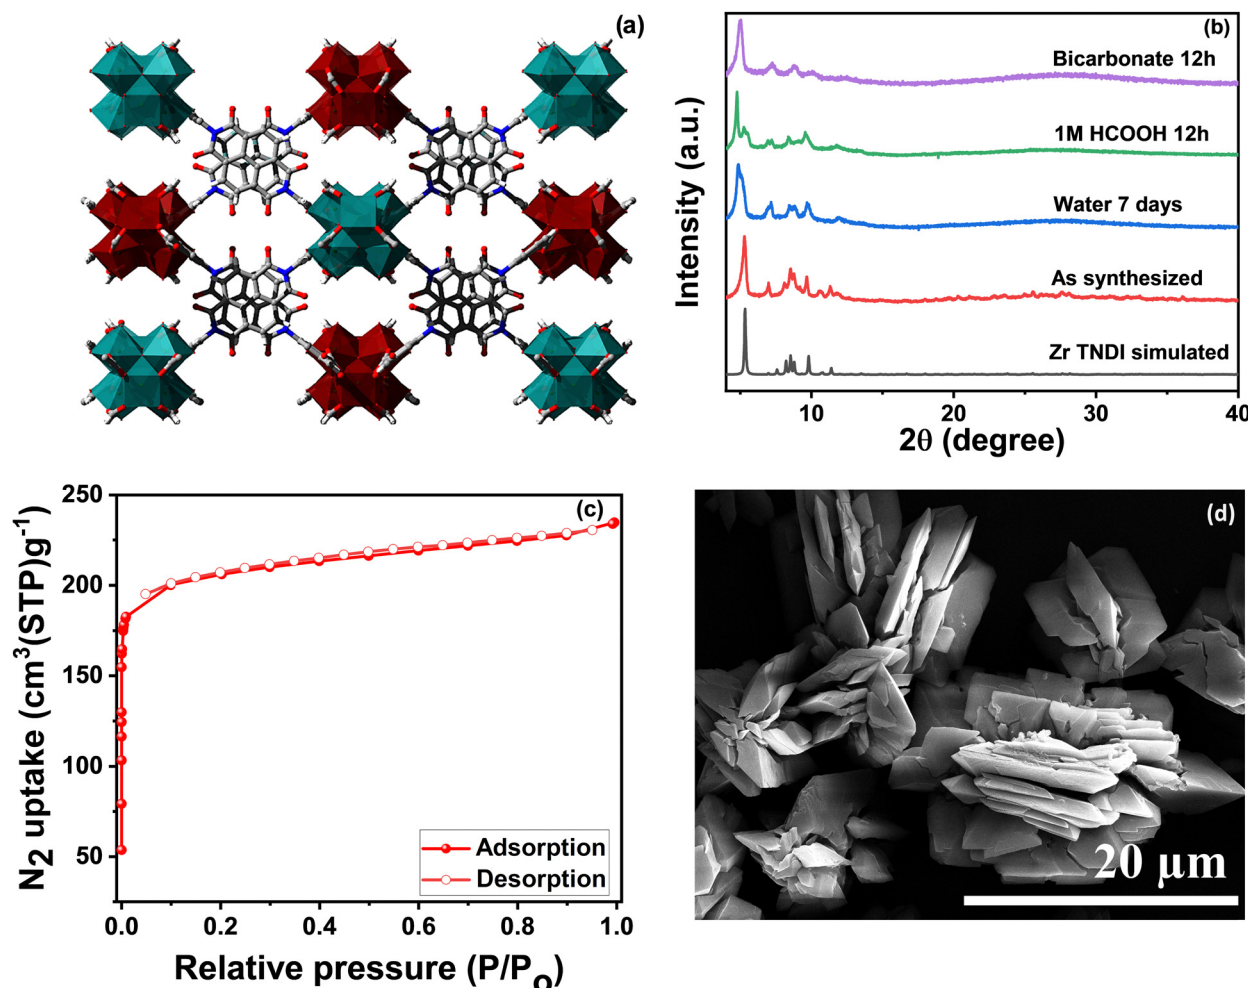 (a)
(b)
Bicarbonate 12h
1M HCOOH 12h
Water 7 days
As synthesized
Zr TNDI simulated
Intensity (a.u.)
10 20 30 40
2θ (degree)
(c)
250
200
150
100
50
N2 uptake (cm³(STP)g⁻¹)
Adsorption
Desorption
0.0 0.2 0.4 0.6 0.8 1.0
Relative pressure (P/Po)
(d)
20 µm